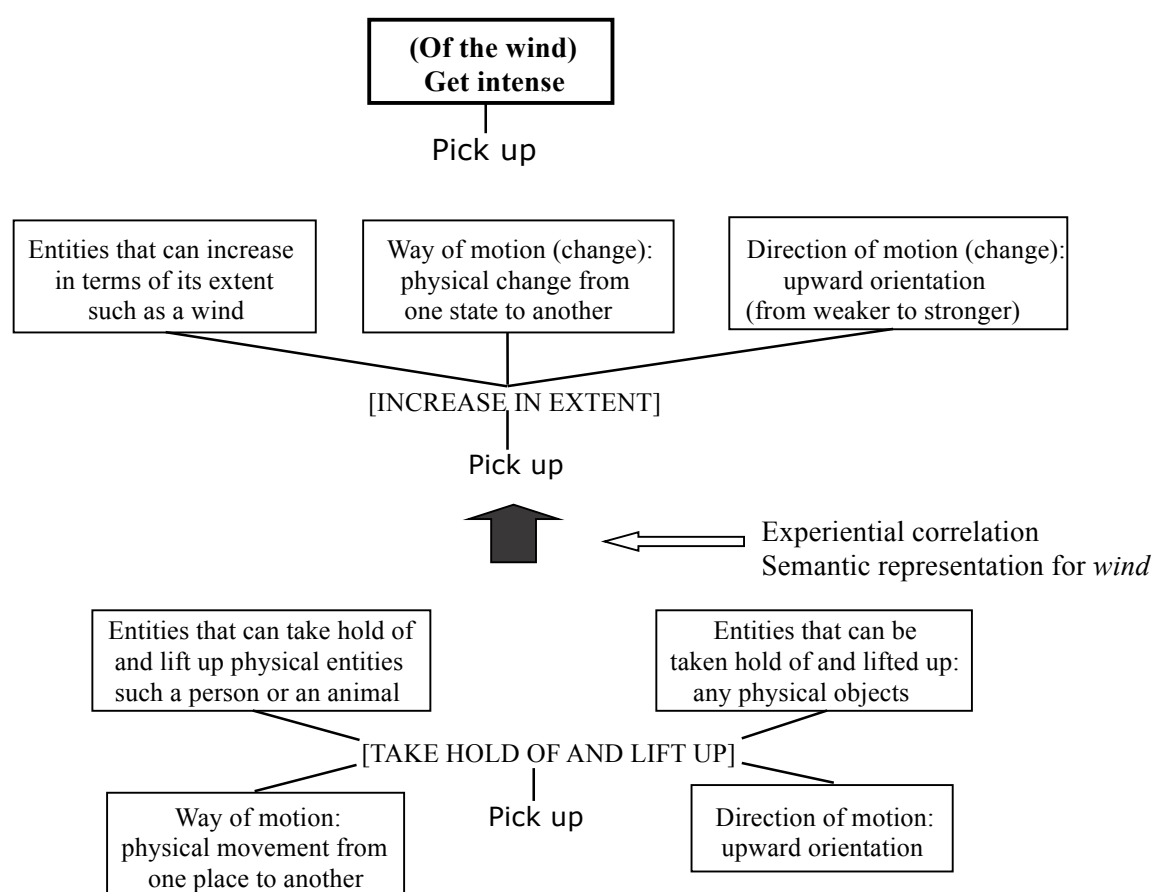 (Of the wind)
Get intense
Pick up
Entities that can increase
in terms of its extent
such as a wind
Way of motion (change):
physical change from
one state to another
Direction of motion (change):
upward orientation
(from weaker to stronger)
[INCREASE IN EXTENT]
Pick up
Experiential correlation
Semantic representation for wind
Entities that can take hold of
and lift up physical entities
such a person or an animal
Entities that can be
taken hold of and lifted up:
any physical objects
[TAKE HOLD OF AND LIFT UP]
Pick up
Way of motion:
physical movement from
one place to another
Direction of motion:
upward orientation